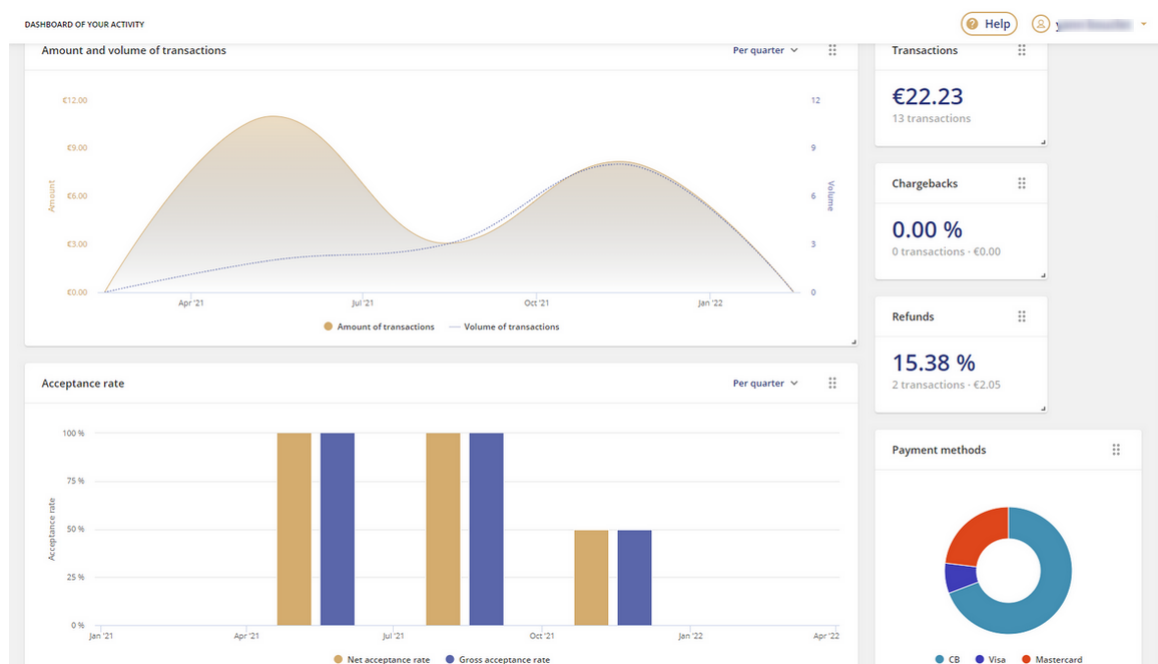 DASHBOARD OF YOUR ACTIVITY
? Help
Amount and volume of transactions
Per quarter
€12.00
€9.00
€6.00
€3.00
€0.00
Amount
12
9
6
3
0
Volume
Apr '21
Jul '21
Oct '21
Jan '22
Amount of transactions
Volume of transactions
Transactions
€22.23
13 transactions
Chargebacks
0.00 %
0 transactions - €0.00
Refunds
15.38 %
2 transactions - €2.05
Acceptance rate
Per quarter
100 %
75 %
50 %
25 %
0 %
Acceptance rate
Jan '21
Apr '21
Jul '21
Oct '21
Jan '22
Apr '22
Net acceptance rate
Gross acceptance rate
Payment methods
CB
Visa
Mastercard